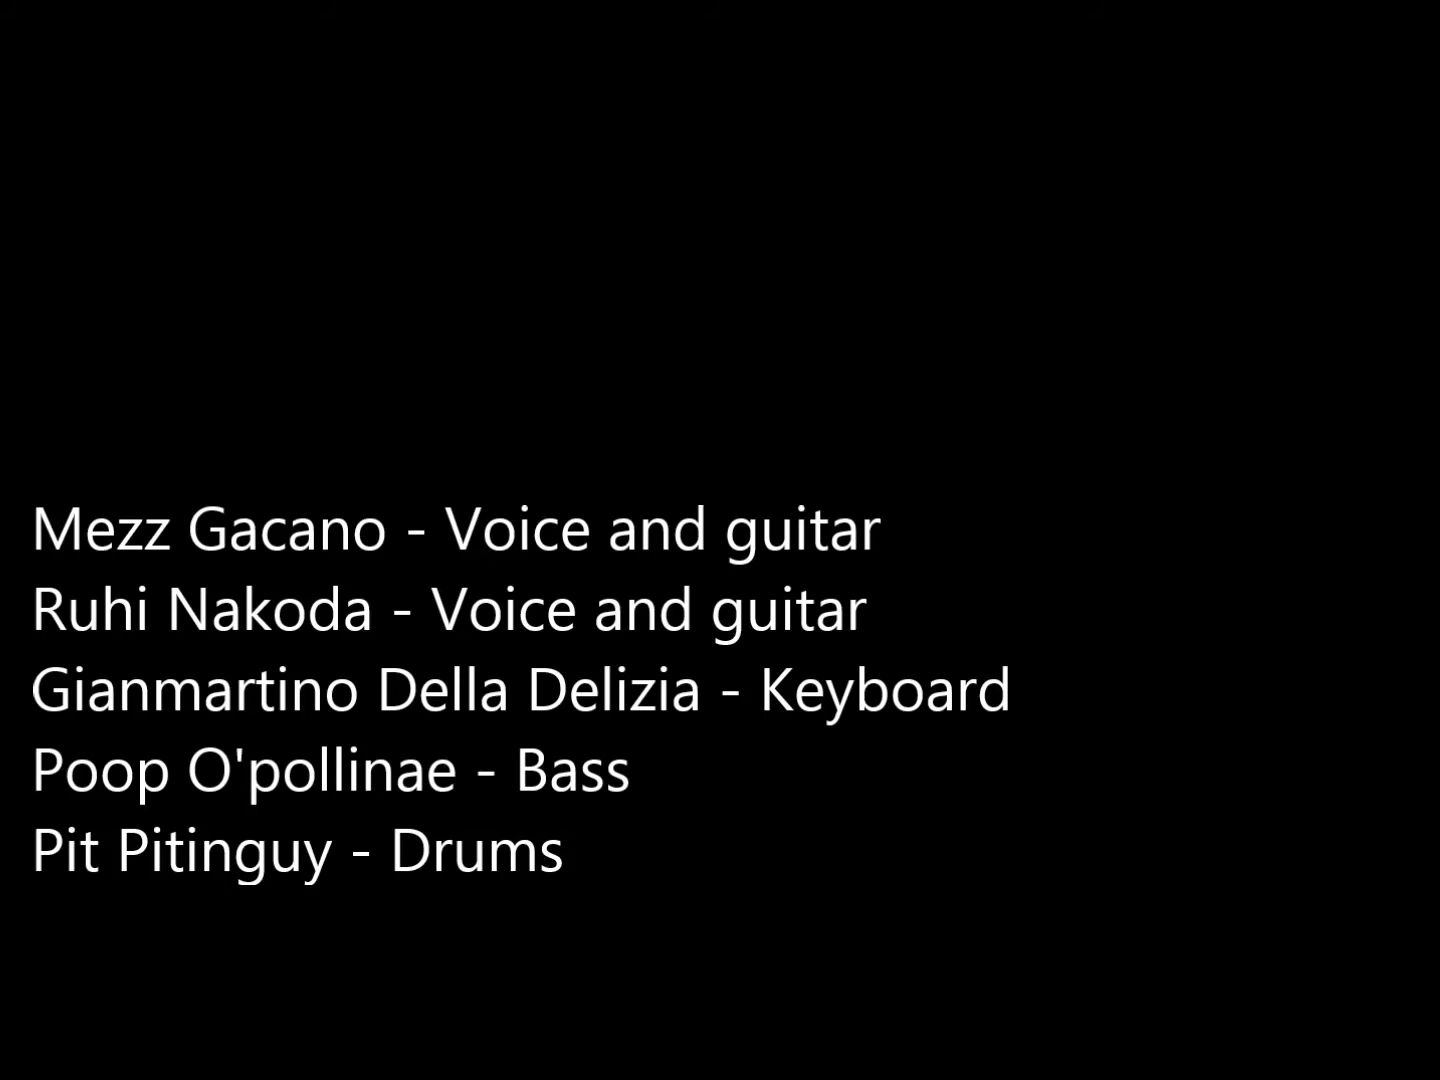 Mezz Gacano - Voice and guitar
Ruhi Nakoda - Voice and guitar
Gianmartino Della Delizia - Keyboard
Poop O'pollinae - Bass
Pit Pitinguy - Drums